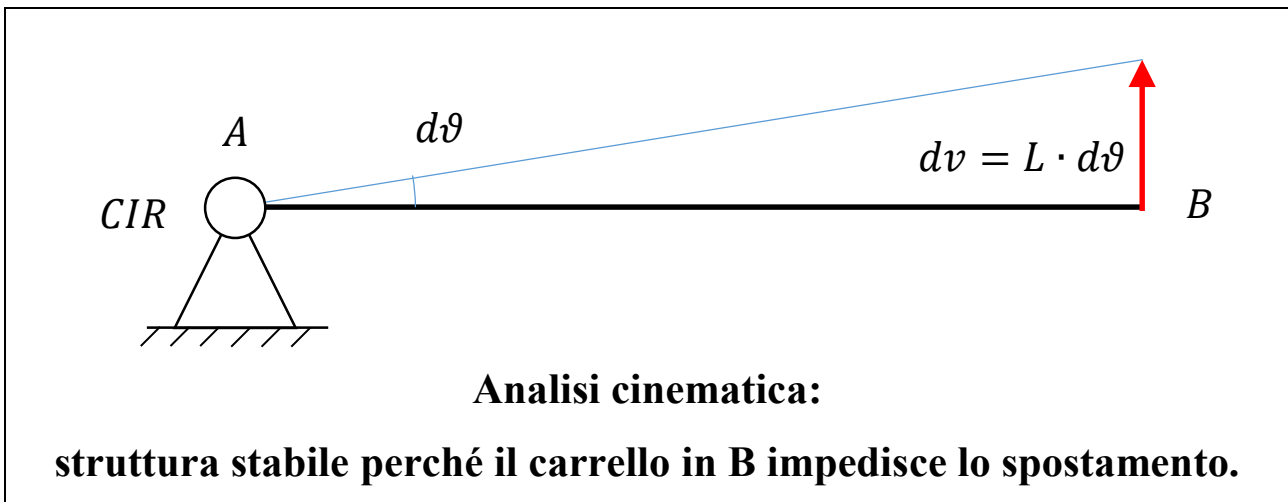 A
dϑ
dv = L · dϑ
CIR
B
Analisi cinematica:
struttura stabile perché il carrello in B impedisce lo spostamento.